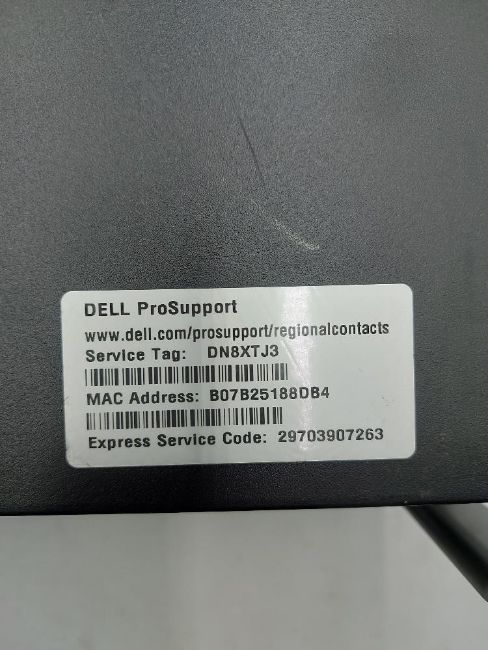 DELL ProSupport
www.dell.com/prosupport/regionalcontacts
Service Tag: DN8XTJ3
MAC Address: B07B25188DB4
Express Service Code: 29703907263